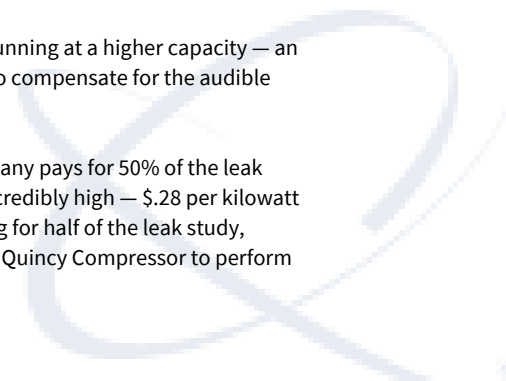 unning at a higher capacity — an
o compensate for the audible
any pays for 50% of the leak
credibly high — $.28 per kilowatt
g for half of the leak study,
Quincy Compressor to perform